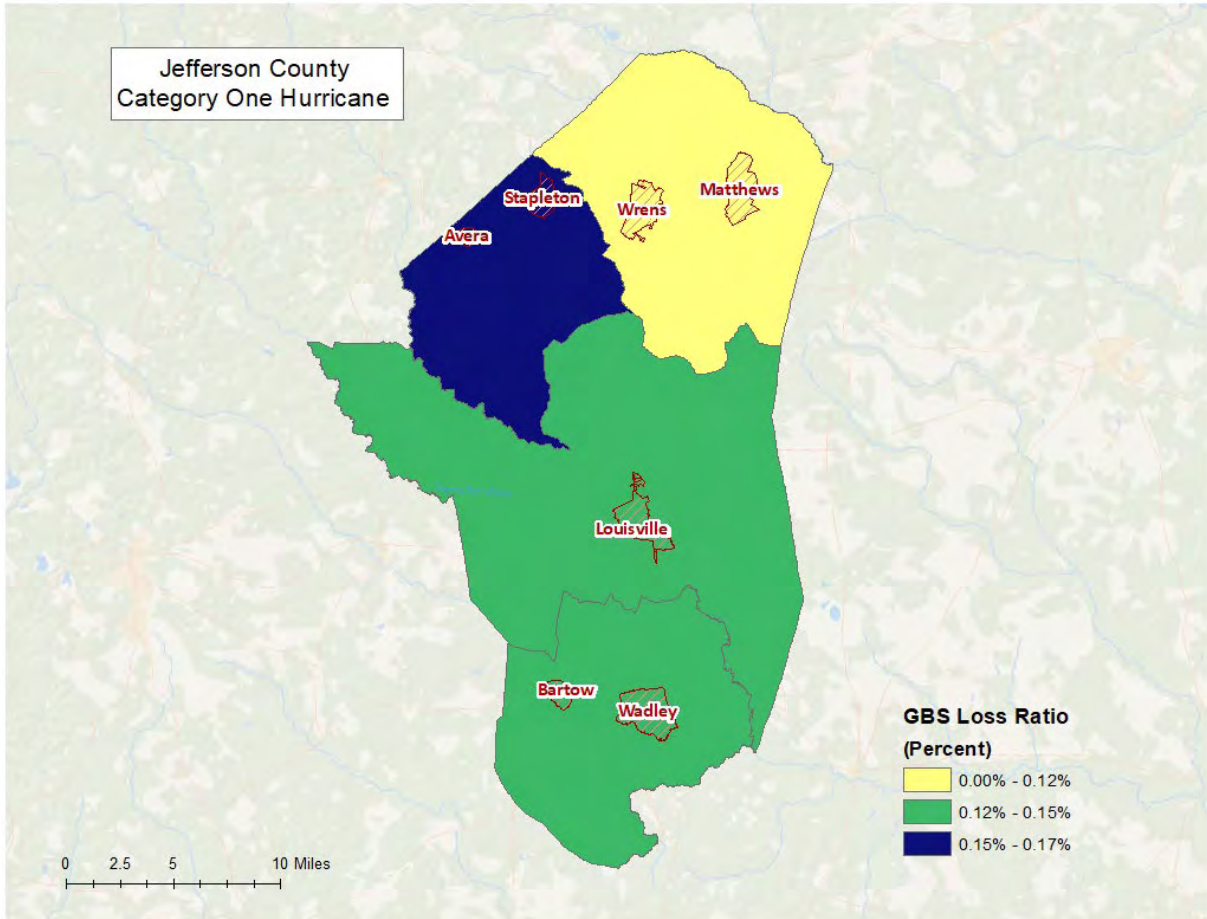 Jefferson County
Category One Hurricane
Stapleton
Matthews
Wrens
Avera
Louisville
Bartow
Wadley
GBS Loss Ratio
(Percent)
0.00% - 0.12%
0.12% - 0.15%
0.15% - 0.17%
0 2.5 5 10 Miles